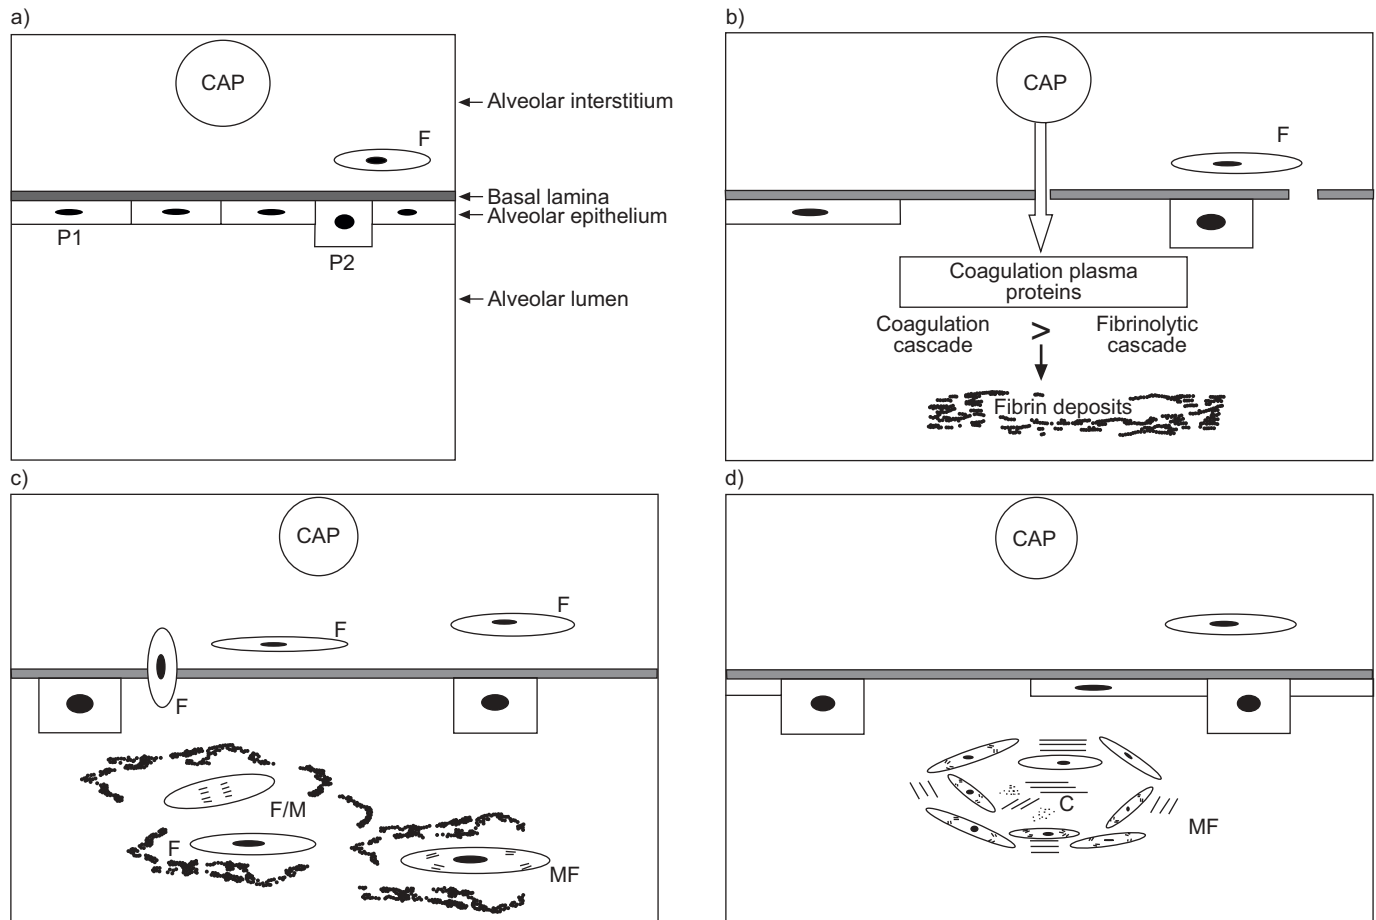 a)
CAP
Alveolar interstitium
F
Basal lamina
Alveolar epithelium
P1
P2
Alveolar lumen
b)
CAP
F
Coagulation plasma
proteins
Coagulation
cascade
>
Fibrinolytic
cascade
Fibrin deposits
c)
CAP
F
F
F
F/M
F
MF
d)
CAP
C
MF